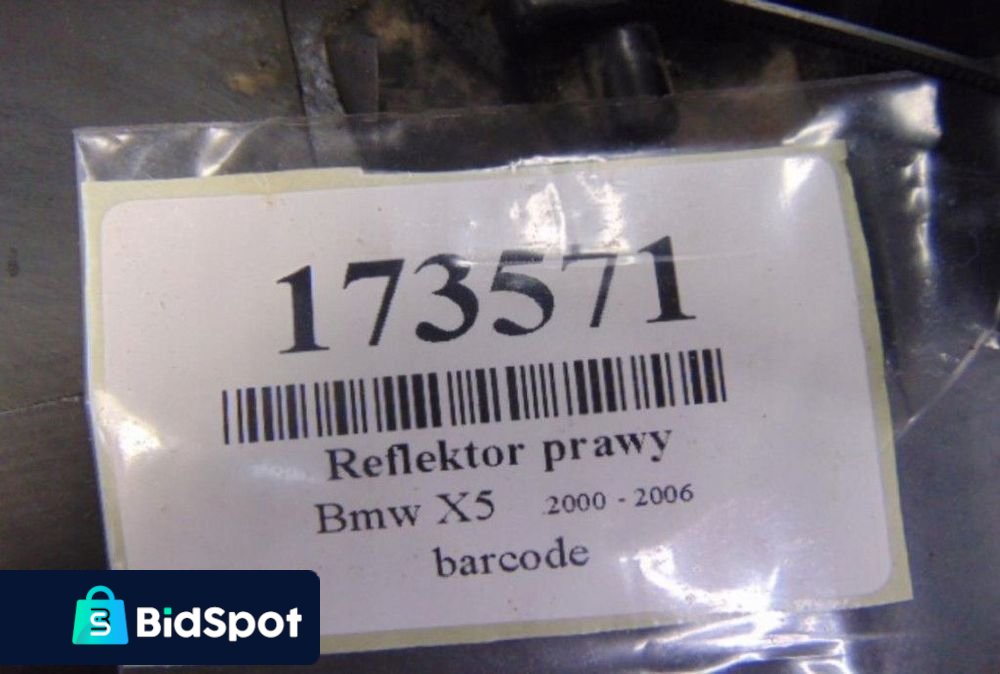 173571
Reflektor prawy
Bmw X5 2000 - 2006
barcode
BidSpot